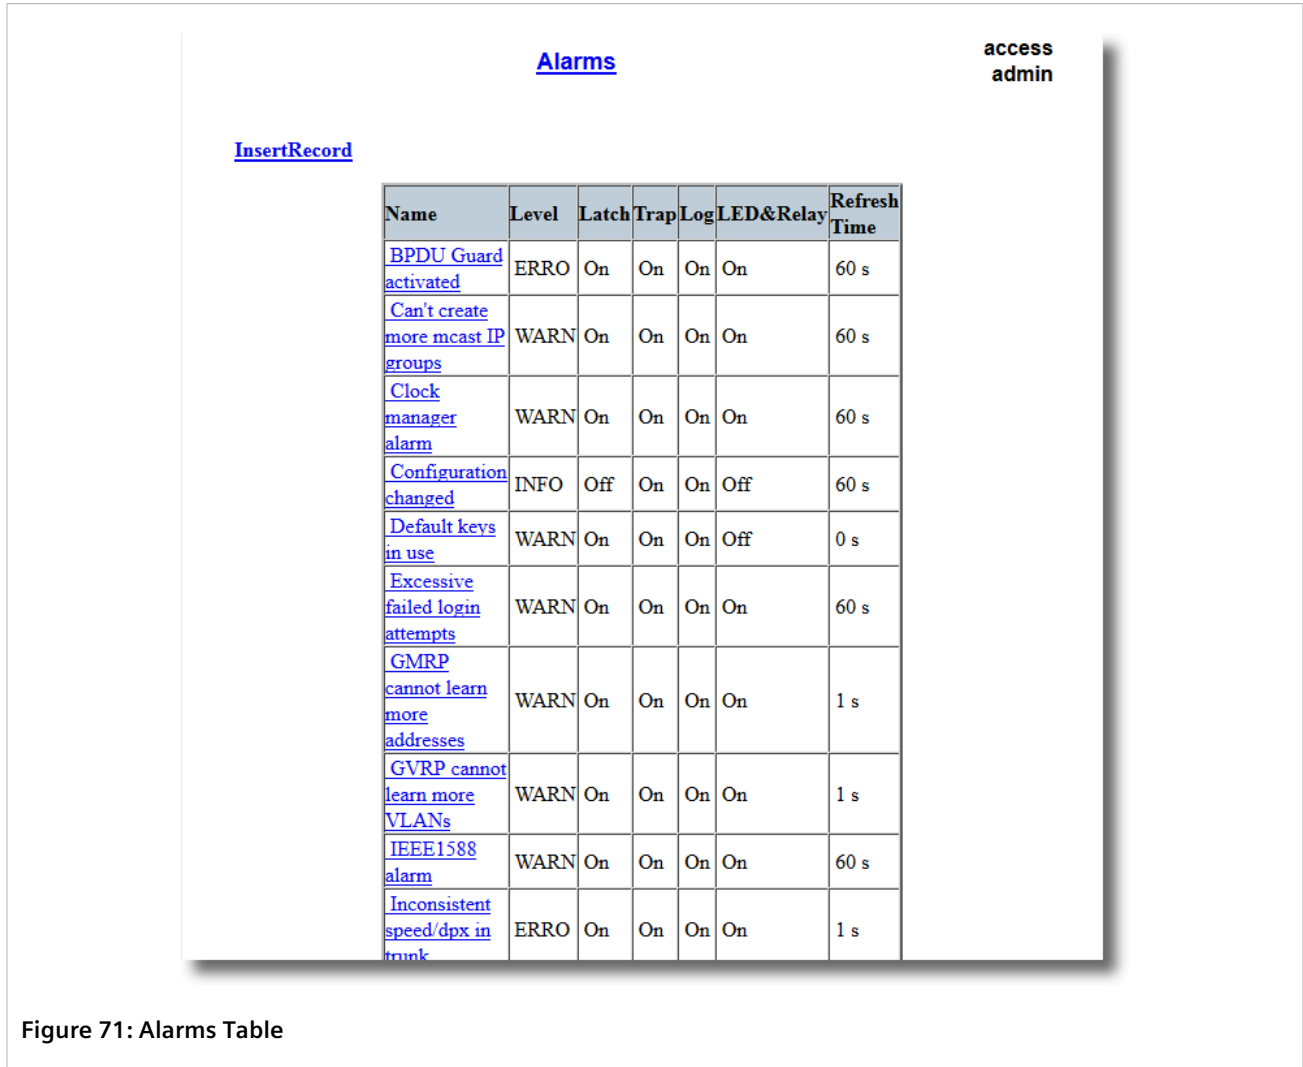 Alarms
access
admin
InsertRecord
Name Level Latch Trap Log LED&Relay Refresh
Time
BPDU Guard
activated ERRO On On On On 60 s
Can't create
more mcast IP
groups WARN On On On On 60 s
Clock
manager
alarm WARN On On On On 60 s
Configuration
changed INFO Off On On Off 60 s
Default keys
in use WARN On On On Off 0 s
Excessive
failed login
attempts WARN On On On On 60 s
GMRP
cannot learn
more
addresses WARN On On On On 1 s
GVRP cannot
learn more
VLANs WARN On On On On 1 s
IEEE1588
alarm WARN On On On On 60 s
Inconsistent
speed/dpx in
trunk ERRO On On On On 1 s
Figure 71: Alarms Table